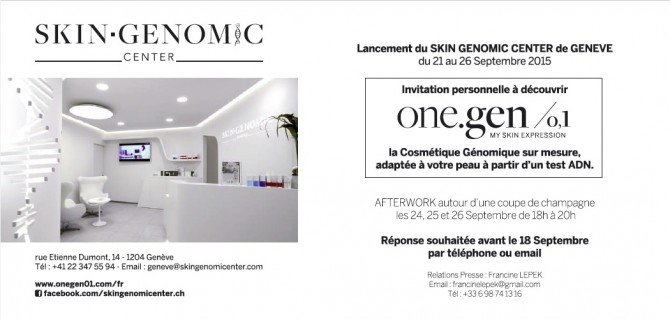 SKIN·GENOMIC
CENTER
SKIN·GENOMIC
rue Etienne Dumont, 14 - 1204 Genève
Tél : +41 22 347 55 94 - Email : geneve@skingenomicenter.com
www.onegen01.com/fr
facebook.com/skingenomicenter.ch
Lancement du SKIN GENOMIC CENTER de GENEVE
du 21 au 26 Septembre 2015
Invitation personnelle à découvrir
one.gen /0,1
MY SKIN EXPRESSION
la Cosmétique Génomique sur mesure,
adaptée à votre peau à partir d'un test ADN.
AFTERWORK autour d'une coupe de champagne
les 24, 25 et 26 Septembre de 18h à 20h
Réponse souhaitée avant le 18 Septembre
par téléphone ou email
Relations Presse : Francine LEPEK
Email : francinelepek@gmail.com
Tél : +33 6 98 74 13 16